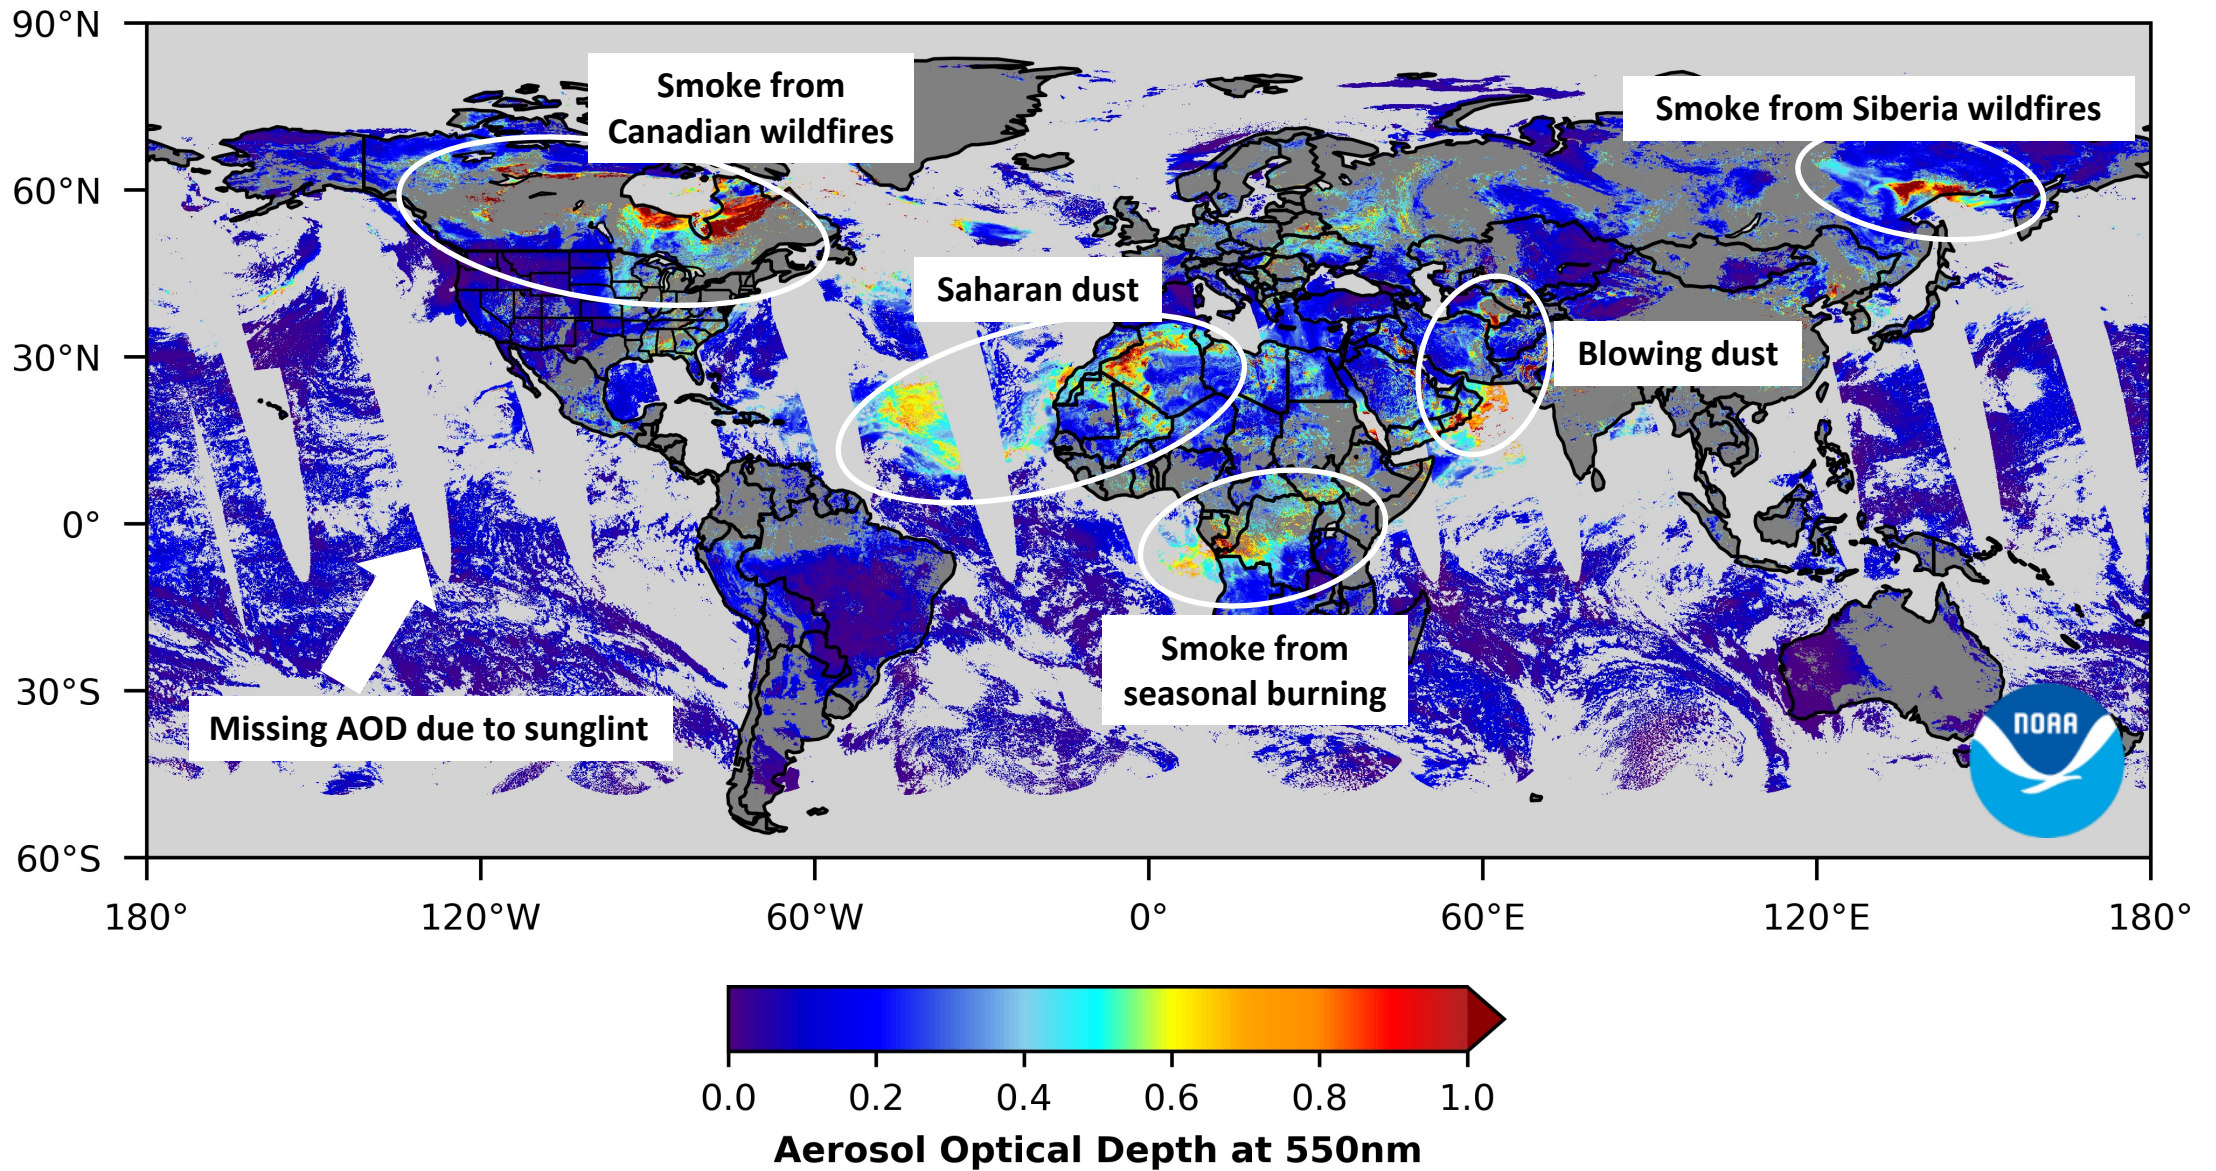 90°N
60°N
30°N
0°
30°S
60°S
Smoke from
Canadian wildfires
Smoke from Siberia wildfires
Saharan dust
Blowing dust
Smoke from
seasonal burning
Missing AOD due to sunglint
NOAA
180°
120°W
60°W
0°
60°E
120°E
180°
0.0
0.2
0.4
0.6
0.8
1.0
Aerosol Optical Depth at 550nm